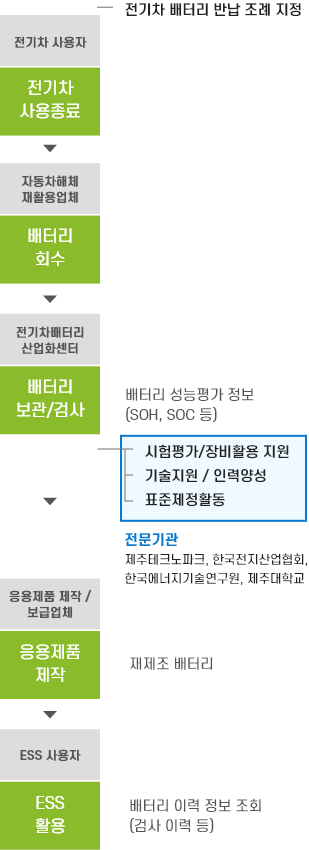 전기차 배터리 반납 조례 지정
전기차 사용자
전기차
사용종료
자동차해체
재활용업체
배터리
회수
전기차배터리
산업화센터
배터리
보관/검사
배터리 성능평가 정보
(SOH, SOC 등)
시험평가/장비활용 지원
기술지원 / 인력양성
표준제정활동
전문기관
제주테크노파크, 한국전지산업협회,
한국에너지기술연구원, 제주대학교
응용제품 제작 /
보급업체
응용제품
제작
재제조 배터리
ESS 사용자
ESS
활용
배터리 이력 정보 조회
(검사 이력 등)